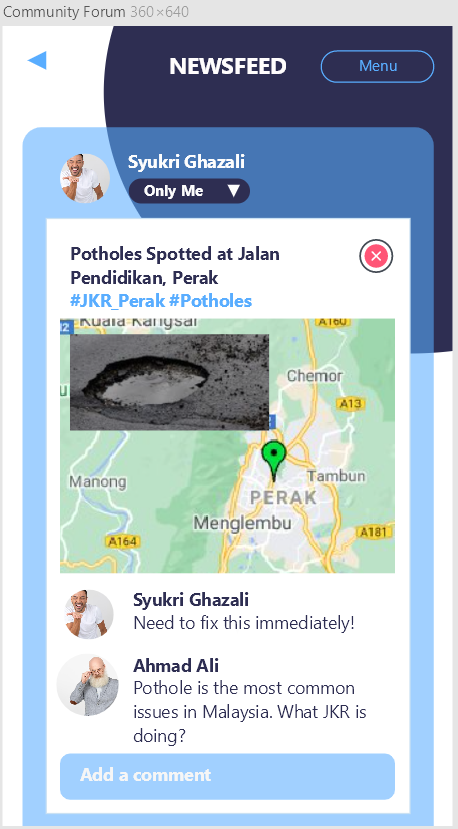 Community Forum 360×640
NEWSFEED
Menu
Syukri Ghazali
Only Me
Potholes Spotted at Jalan
Pendidikan, Perak
#JKR_Perak #Potholes
Kuala Kangsar
A160
Chemor
A13
Manong
Tambun
PERAK
Menglembu
A181
A164
Syukri Ghazali
Need to fix this immediately!
Ahmad Ali
Pothole is the most common
issues in Malaysia. What JKR is
doing?
Add a comment